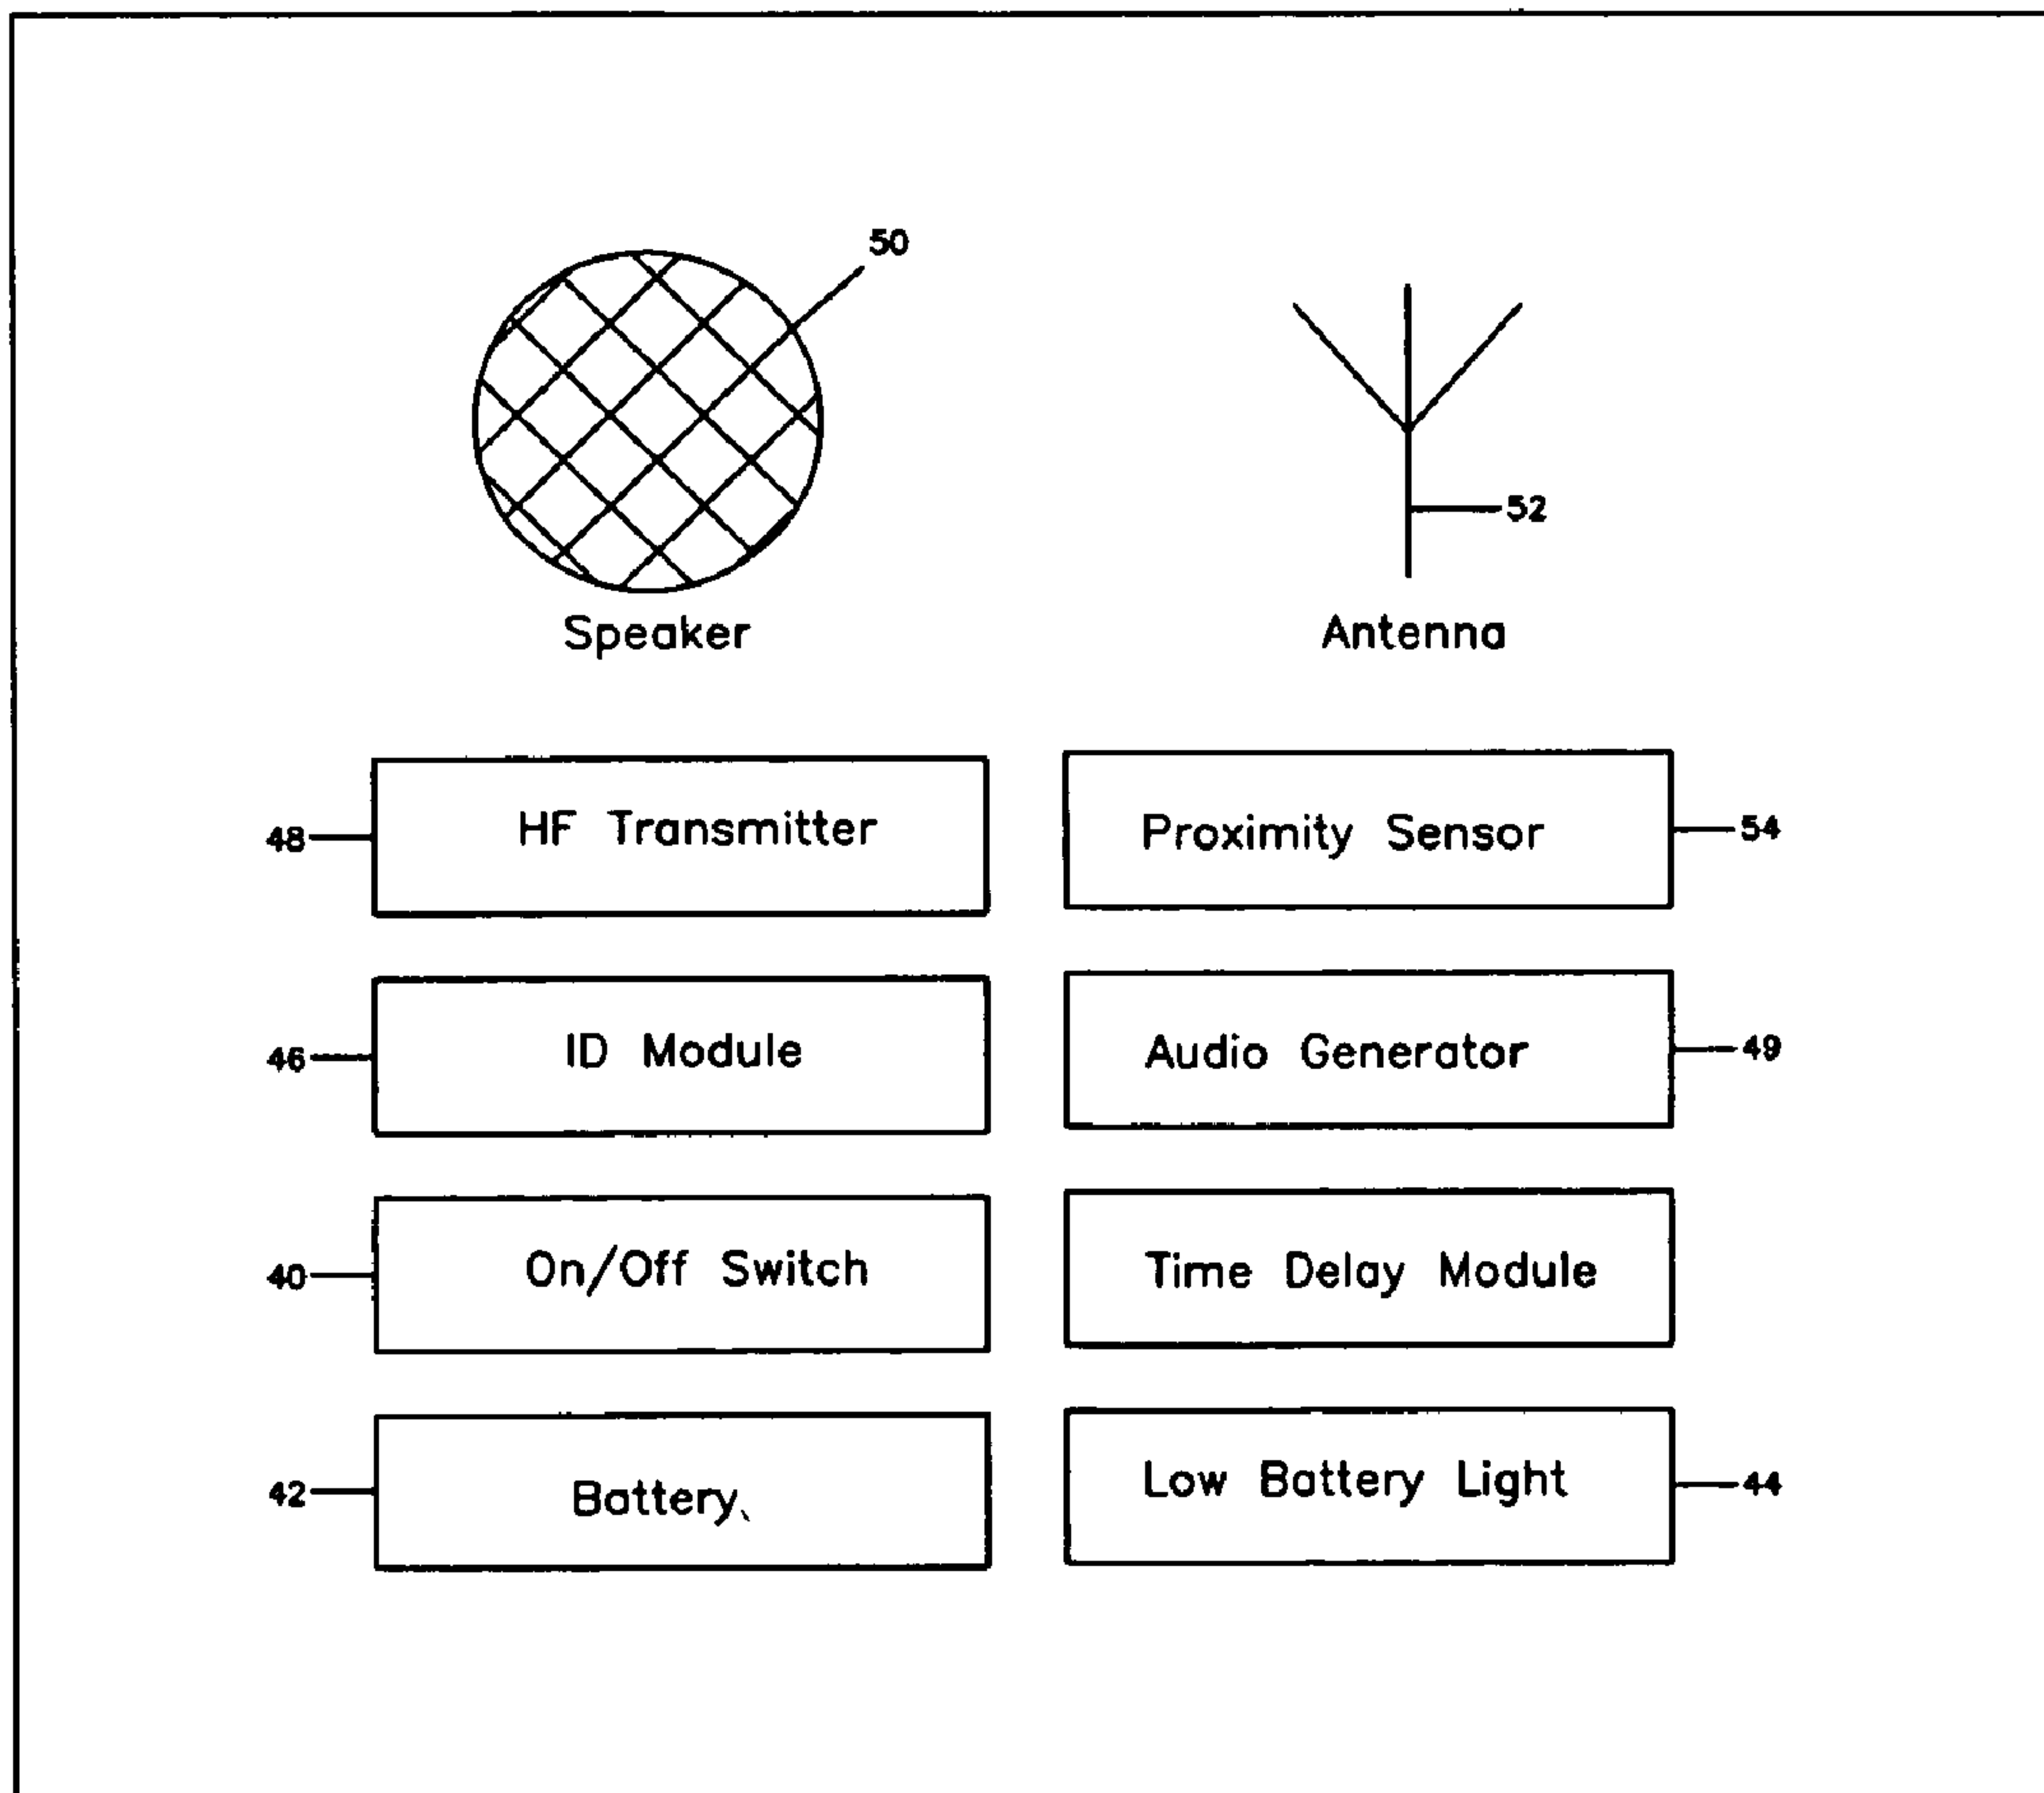 50
52
Speaker
Antenna
48
HF Transmitter
Proximity Sensor
54
46
ID Module
Audio Generator
49
40
On/Off Switch
Time Delay Module
42
Battery
Low Battery Light
44